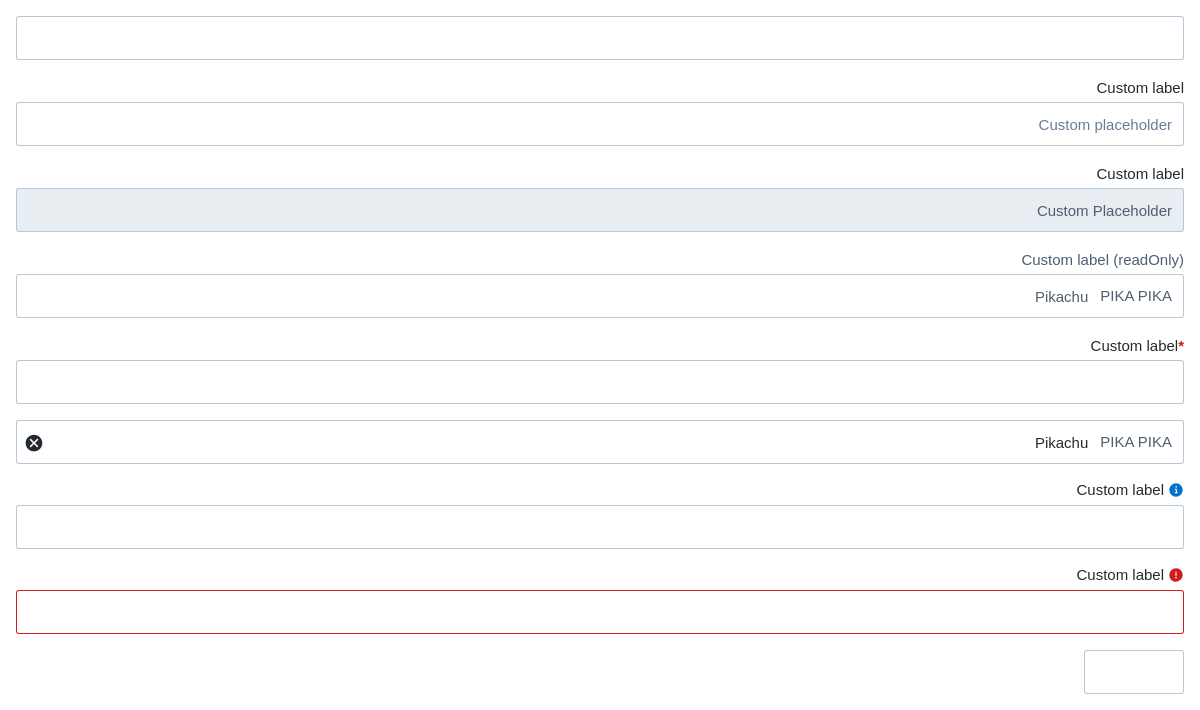 Custom label
Custom placeholder
Custom label
Custom Placeholder
Custom label (readOnly)
Pikachu PIKA PIKA
Custom label*
Pikachu PIKA PIKA
Custom label
Custom label